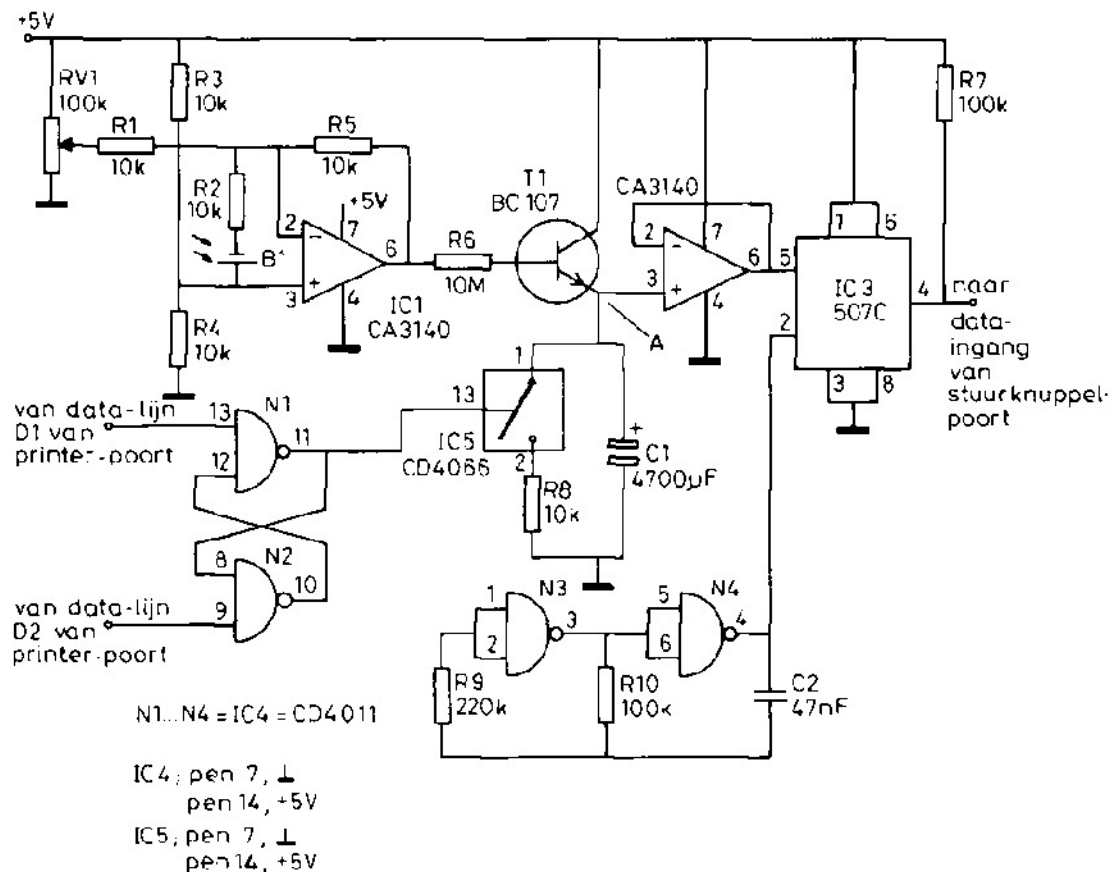 +5V
RV1
100k
R3
10k
R1
10k
R5
10k
R2
10k
+5V
B*
2
7
6
3
4
IC1
CA3140
R4
10k
R6
10M
T1
BC107
CA3140
2
7
6
3
4
A
R7
100k
7
6
5
IC3
507C
4
2
3
8
naar
data-
ingang
van
stuurknuppel-
poort
van data-lijn
D1 van
printer-poort
13
N1
11
12
1
13
IC5
CD4066
2
R8
10k
+
C1
4700µF
8
N2
10
9
van data-lijn
D2 van
printer-poort
1
N3
3
2
5
N4
4
6
R9
220k
R10
100k
C2
47nF
N1...N4 = IC4 = CD4011
IC4; pen 7, ⊥
pen 14, +5V
IC5; pen 7, ⊥
pen 14, +5V